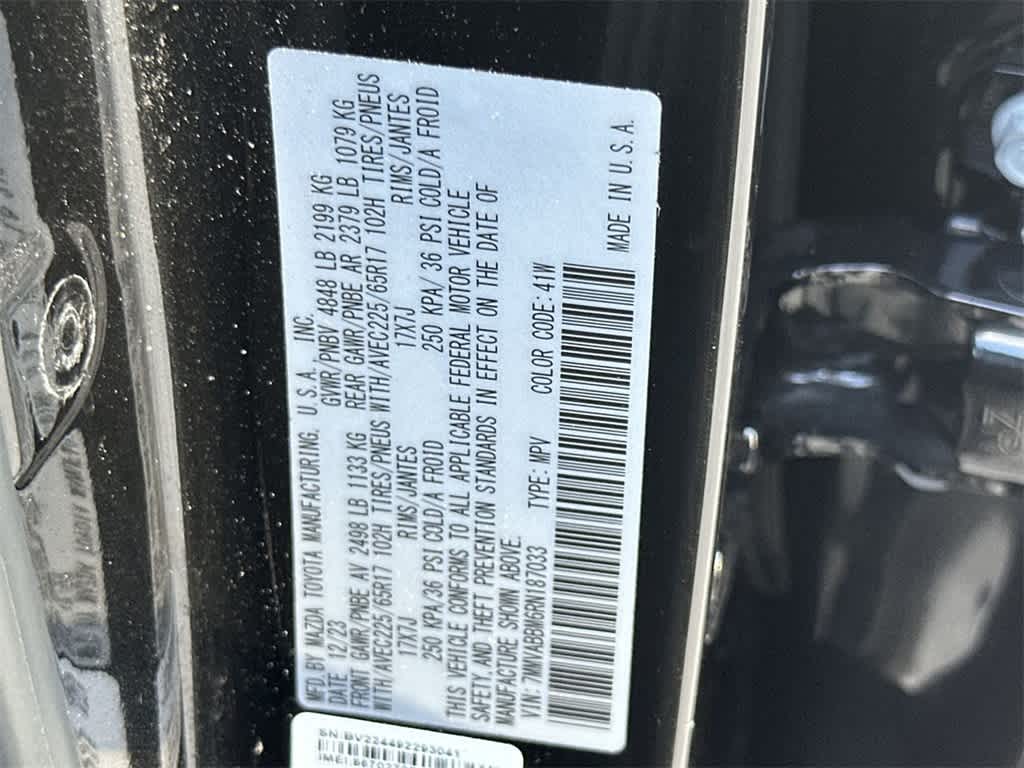 MFD. BY MAZDA TOYOTA MANUFACTURING, U.S.A. INC.
DATE 12/23 GVWR/PNBV 4848 LB 2199 KG
FRONT GAWR/PNBE AV 2498 LB 1133 KG REAR GAWR/PNBE AR 2379 LB 1079 KG
WITH/AVEC225/65R17 102H TIRES/PNEUS WITH/AVEC225/65R17 102H TIRES/PNEUS
17X7J RIMS/JANTES 17X7J RIMS/JANTES
250 KPA/36 PSI COLD/A FROID 250 KPA/ 36 PSI COLD/A FROID
THIS VEHICLE CONFORMS TO ALL APPLICABLE FEDERAL MOTOR VEHICLE
SAFETY, AND THEFT PREVENTION STANDARDS IN EFFECT ON THE DATE OF
MANUFACTURE SHOWN ABOVE.
VIN: 7MMVABBM6RN187033 TYPE: MPV COLOR CODE: 41W
MADE IN U.S.A.
SN:BV224492293041